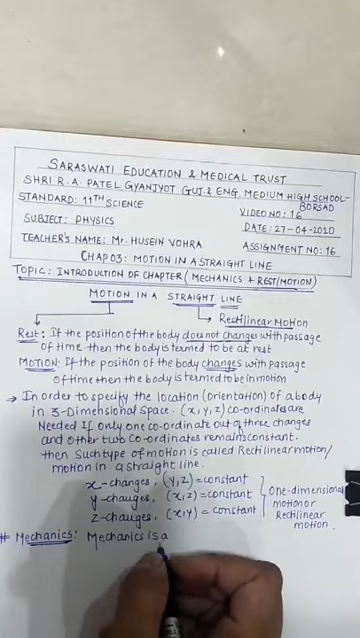 SARASWATI EDUCATION & MEDICAL TRUST
SHRI R. A. PATEL GYANJYOT GUJ. & ENG. MEDIUM HIGH SCHOOL-
BORSAD
STANDARD: 11TH SCIENCE
VIDEO NO: 16
SUBJECT: PHYSICS
DATE: 27-04-2020
TEACHER'S NAME: Mr. HUSEIN VOHRA
ASSIGNMENT NO: 16
CHAP 03: MOTION IN A STRAIGHT LINE
TOPIC: INTRODUCTION OF CHAPTER (MECHANICS + REST/MOTION)
MOTION IN A STRAIGHT LINE
Rectilinear Motion
Rest: If the position of the body does not changes with passage
of time then the body is termed to be at rest
MOTION: If the position of the body changes with passage
of time then the body is termed to be in motion
→ In order to specify the location (orientation) of a body
in 3-Dimensional space. (x, y, z) co-ordinates are
Needed If only one co-ordinate out of three changes
and other two co-ordinates remains constant.
then such type of motion is called Rectilinear motion/
motion in a straight line.
x-changes, (y, z) = constant
y-changes, (x, z) = constant
z-changes, (x, y) = constant
One-dimensional
motion or
Rectilinear
motion.
# Mechanics: Mechanics is a